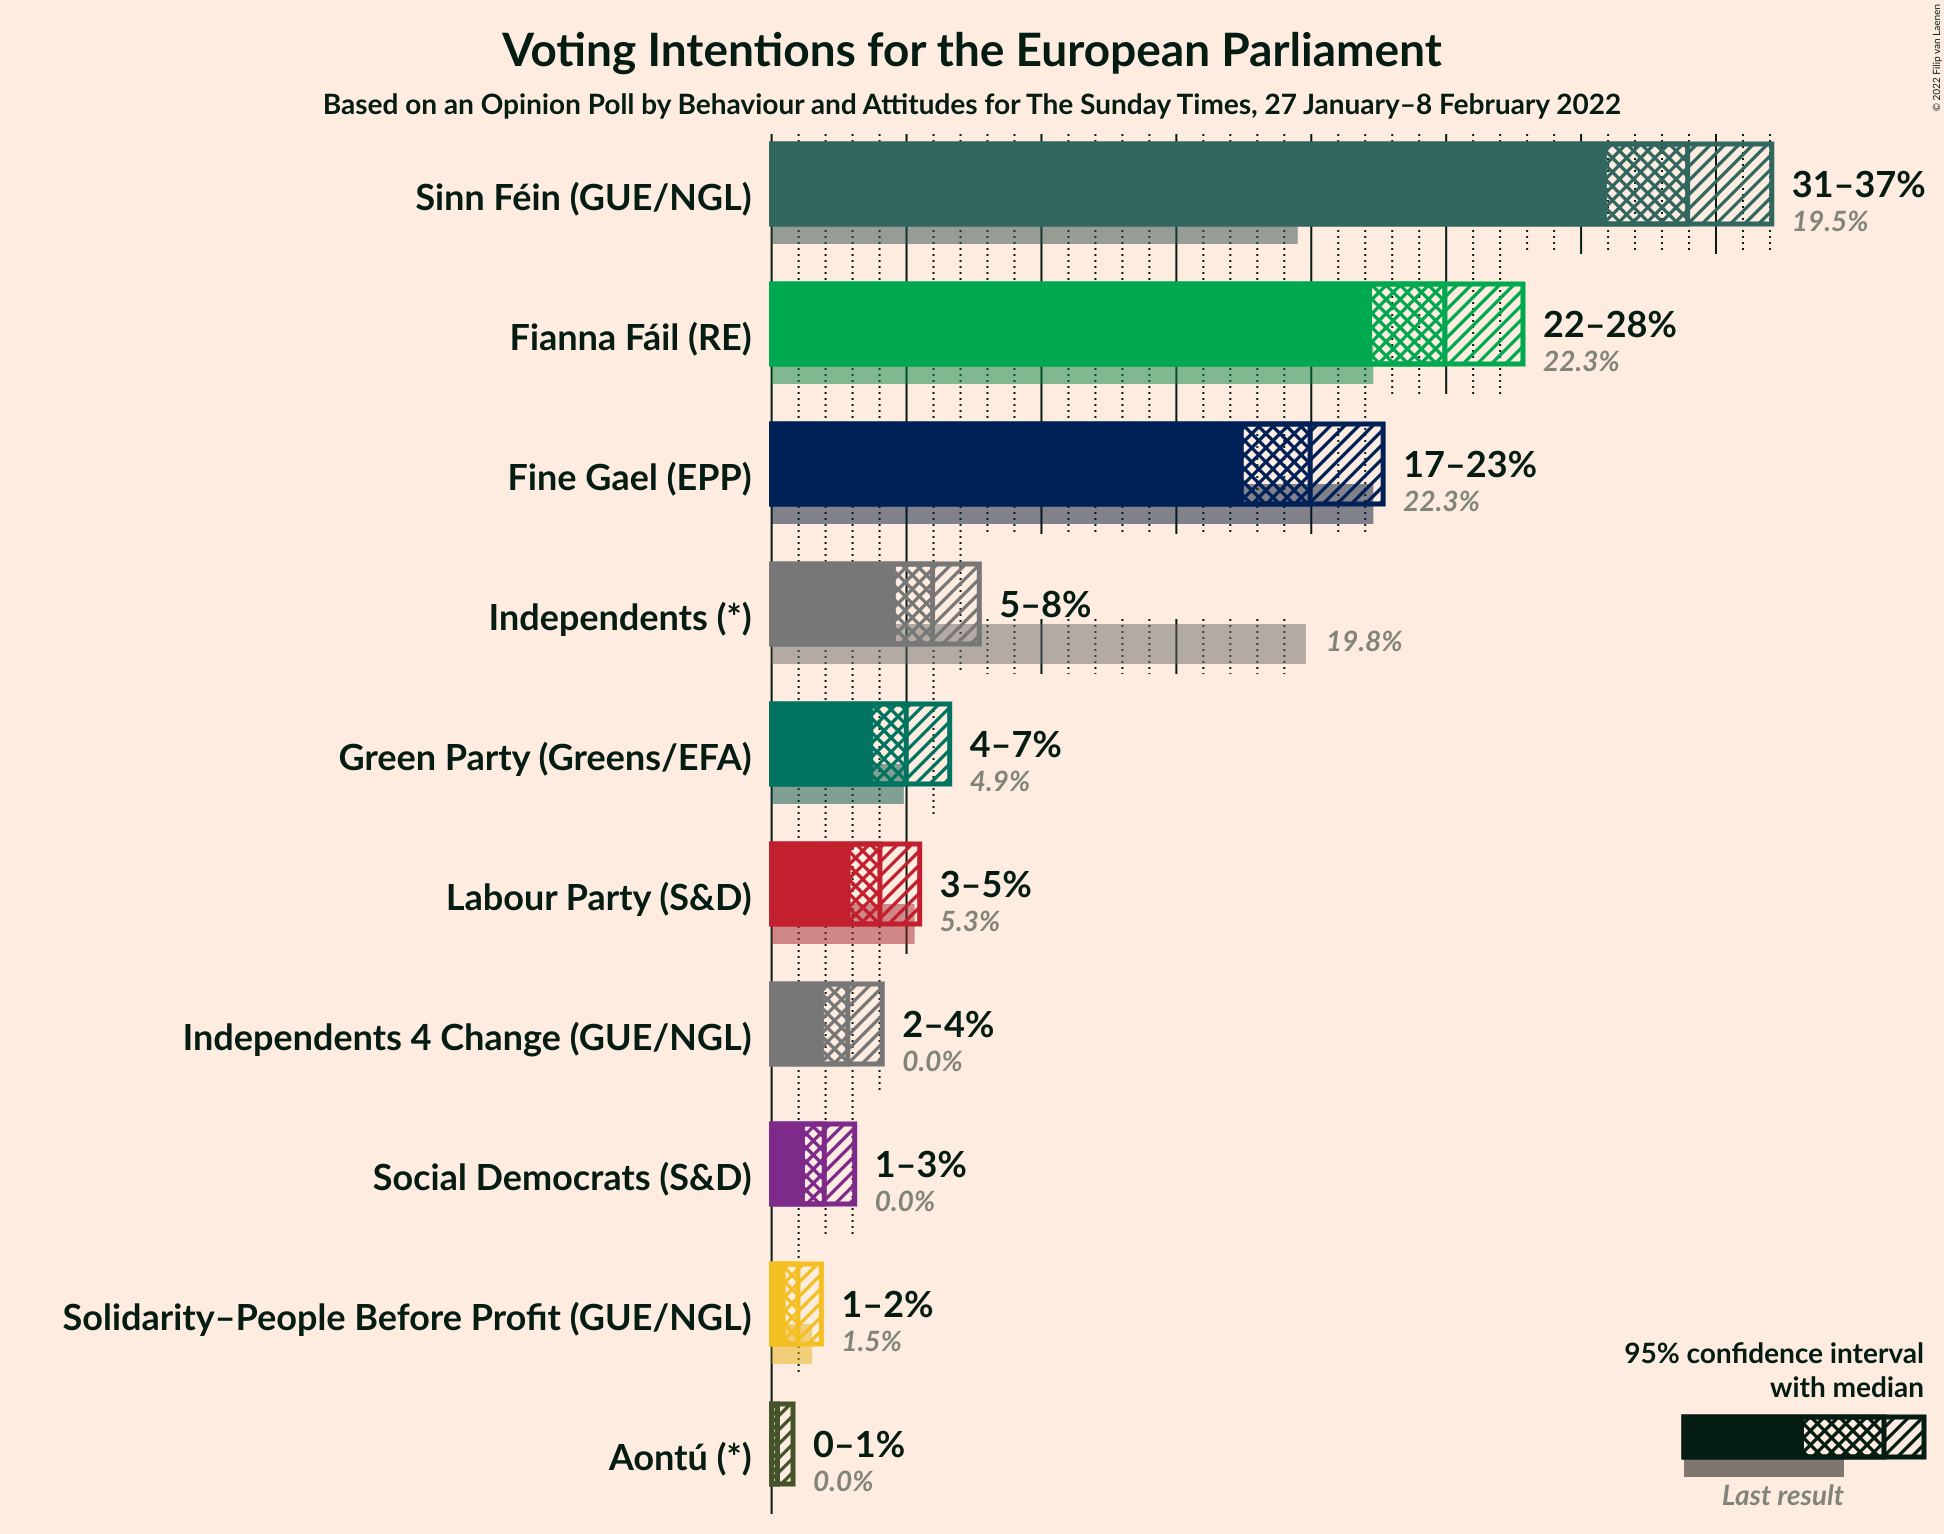 Voting Intentions for the European Parliament
Based on an Opinion Poll by Behaviour and Attitudes for The Sunday Times, 27 January–8 February 2022
© 2022 Filip van Laenen
Sinn Féin (GUE/NGL)
31–37%
19.5%
Fianna Fáil (RE)
22–28%
22.3%
Fine Gael (EPP)
17–23%
22.3%
Independents (*)
5–8%
19.8%
Green Party (Greens/EFA)
4–7%
4.9%
Labour Party (S&D)
3–5%
5.3%
Independents 4 Change (GUE/NGL)
2–4%
0.0%
Social Democrats (S&D)
1–3%
0.0%
Solidarity–People Before Profit (GUE/NGL)
1–2%
1.5%
Aontú (*)
0–1%
0.0%
95% confidence interval
with median
Last result